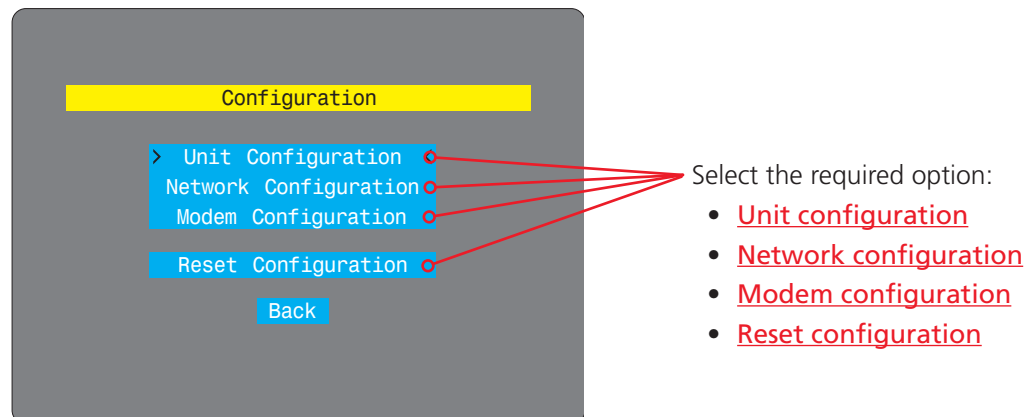 Configuration
> Unit Configuration <
Network Configuration
Modem Configuration
Reset Configuration
Back
Select the required option:
• Unit configuration
• Network configuration
• Modem configuration
• Reset configuration